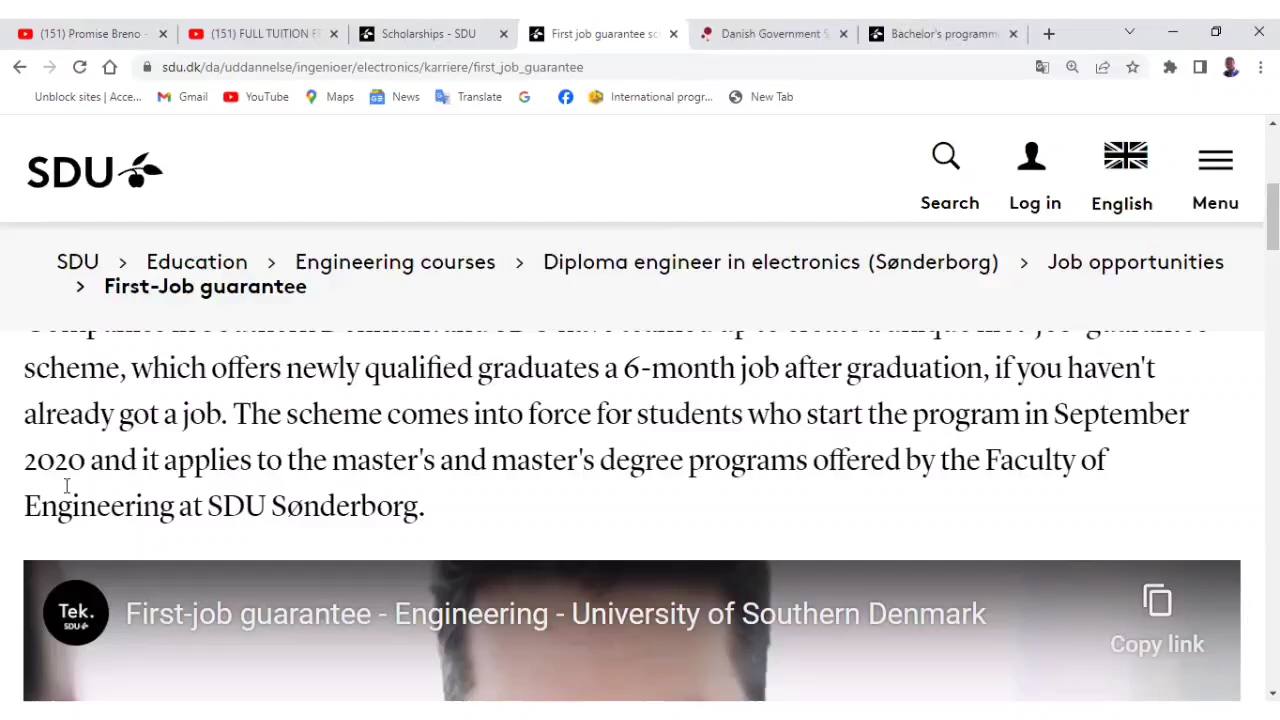 (151) Promise Breno -
(151) FULL TUITION F
Scholarships - SDU
First job guarantee sc
Danish Government S
Bachelor's programm
sdu.dk/da/uddannelse/ingenioer/electronics/karriere/first_job_guarantee
Unblock sites | Acce...
Gmail
YouTube
Maps
News
Translate
International progr...
New Tab
SDU
Search
Log in
English
Menu
SDU > Education > Engineering courses > Diploma engineer in electronics (Sønderborg) > Job opportunities
> First-Job guarantee
scheme, which offers newly qualified graduates a 6-month job after graduation, if you haven't
already got a job. The scheme comes into force for students who start the program in September
2020 and it applies to the master's and master's degree programs offered by the Faculty of
Engineering at SDU Sønderborg.
Tek.
SDU
First-job guarantee - Engineering - University of Southern Denmark
Copy link